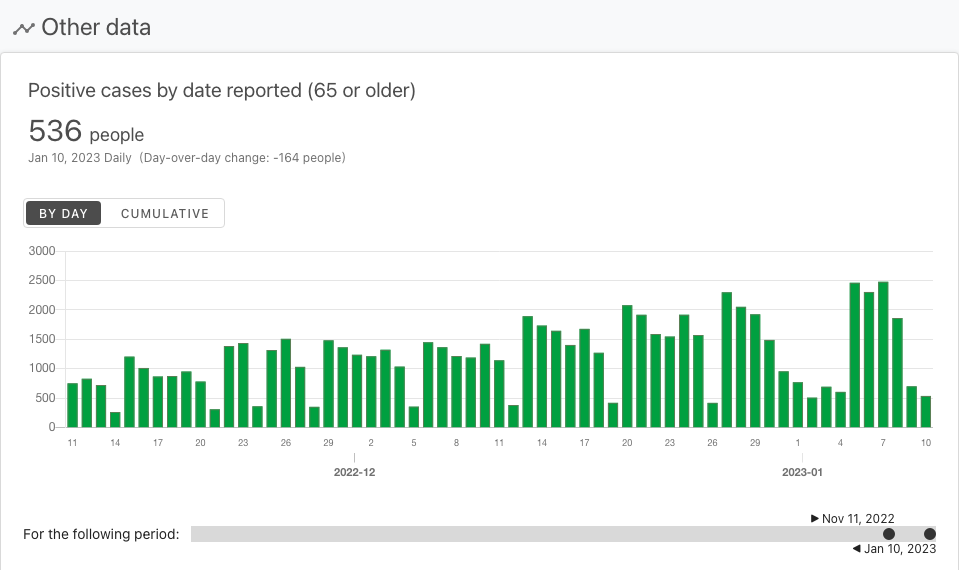 Other data
Positive cases by date reported (65 or older)
536 people
Jan 10, 2023 Daily (Day-over-day change: -164 people)
BY DAY CUMULATIVE
3000
2500
2000
1500
1000
500
0
11 14 17 20 23 26 29 2 5 8 11 14 17 20 23 26 29 1 4 7 10
2022-12 2023-01
▶ Nov 11, 2022
For the following period:
◀ Jan 10, 2023